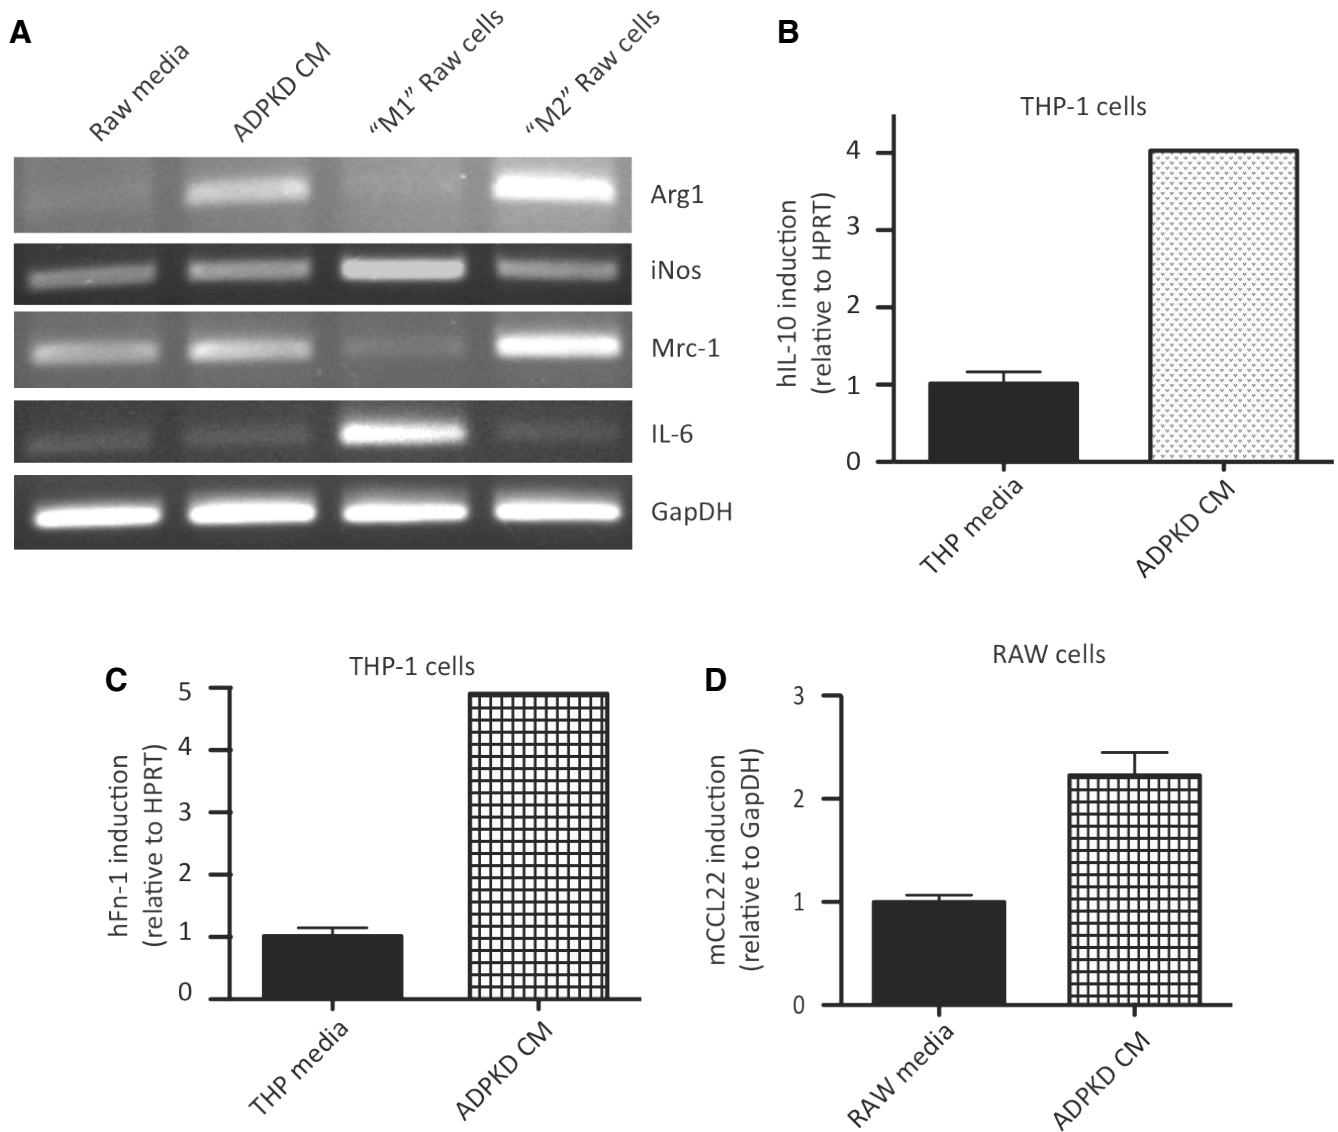 A
Raw media
ADPKD CM
“M1” Raw cells
“M2” Raw cells
Arg1
iNos
Mrc-1
IL-6
GapDH
B
THP-1 cells
hIL-10 induction
(relative to HPRT)
4
3
2
1
0
THP media
ADPKD CM
C
THP-1 cells
hFn-1 induction
(relative to HPRT)
5
4
3
2
1
0
THP media
ADPKD CM
D
RAW cells
mCCL22 induction
(relative to GapDH)
3
2
1
0
RAW media
ADPKD CM